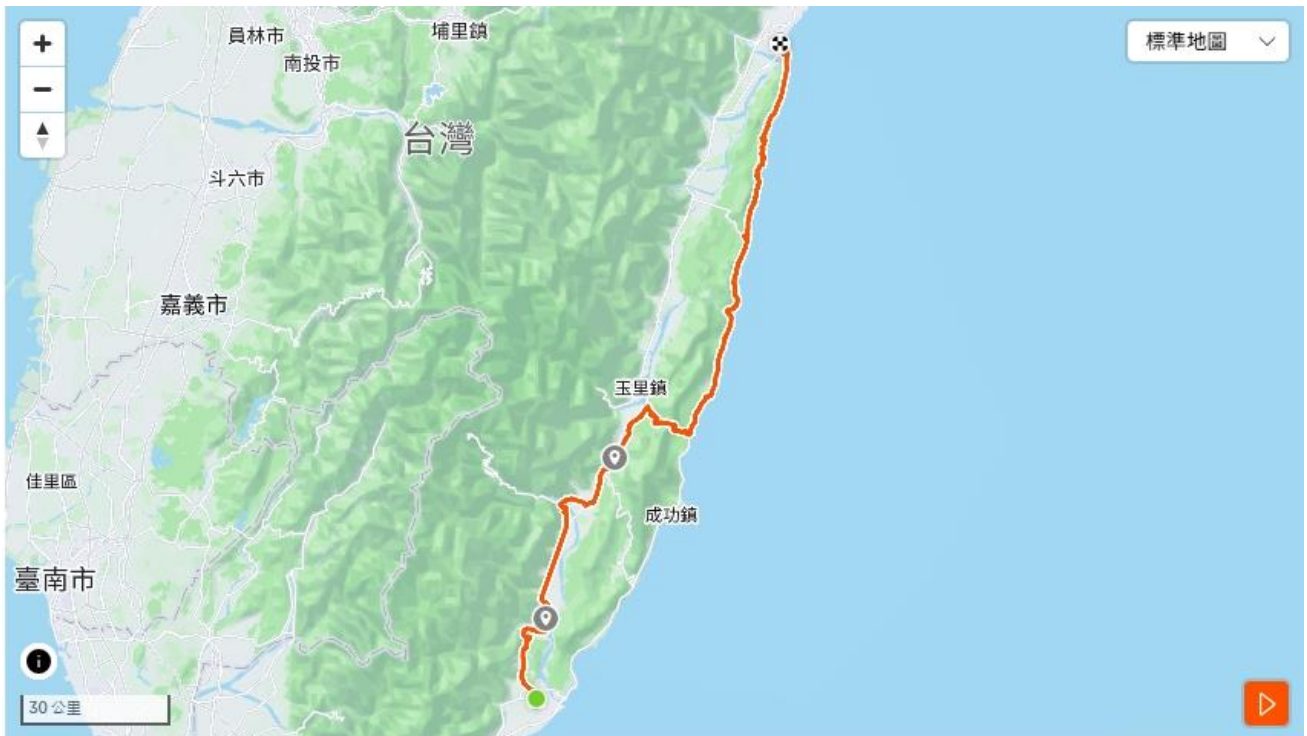 +
員林市
埔里鎮
標準地圖
−
南投市
台灣
斗六市
嘉義市
玉里鎮
佳里區
成功鎮
臺南市
i
30 公里